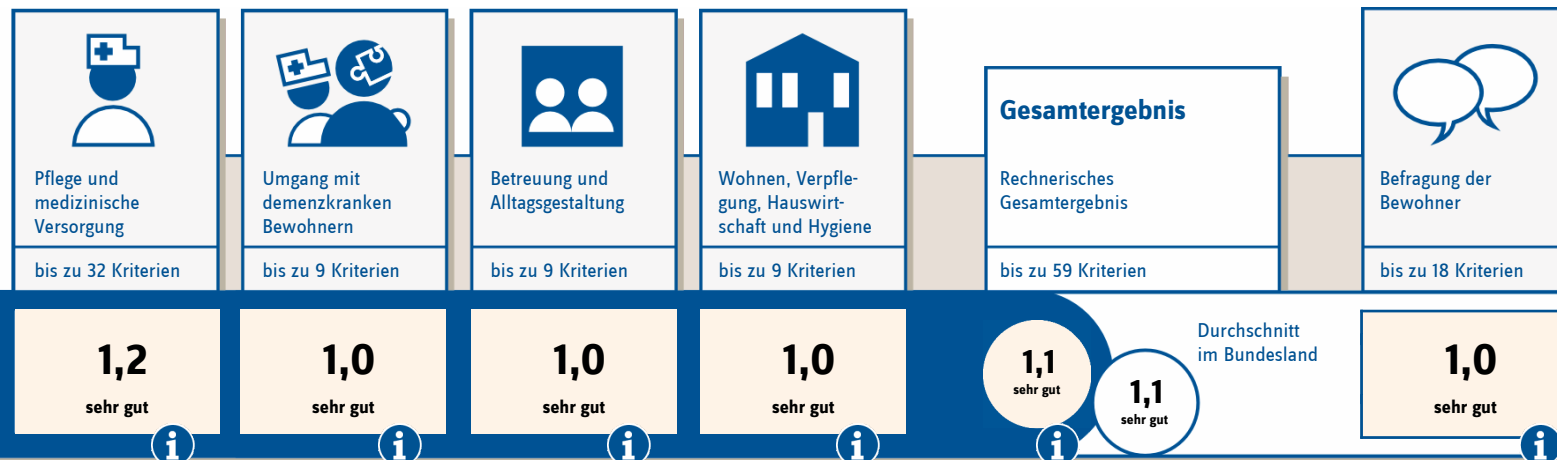 Pflege und
medizinische
Versorgung
bis zu 32 Kriterien
1,2
sehr gut
i
Umgang mit
demenzkranken
Bewohnern
bis zu 9 Kriterien
1,0
sehr gut
i
Betreuung und
Alltagsgestaltung
bis zu 9 Kriterien
1,0
sehr gut
i
Wohnen, Verpfle-
gung, Hauswirt-
schaft und Hygiene
bis zu 9 Kriterien
1,0
sehr gut
i
Gesamtergebnis
Rechnerisches
Gesamtergebnis
bis zu 59 Kriterien
1,1
sehr gut
i
Durchschnitt
im Bundesland
1,1
sehr gut
Befragung der
Bewohner
bis zu 18 Kriterien
1,0
sehr gut
i